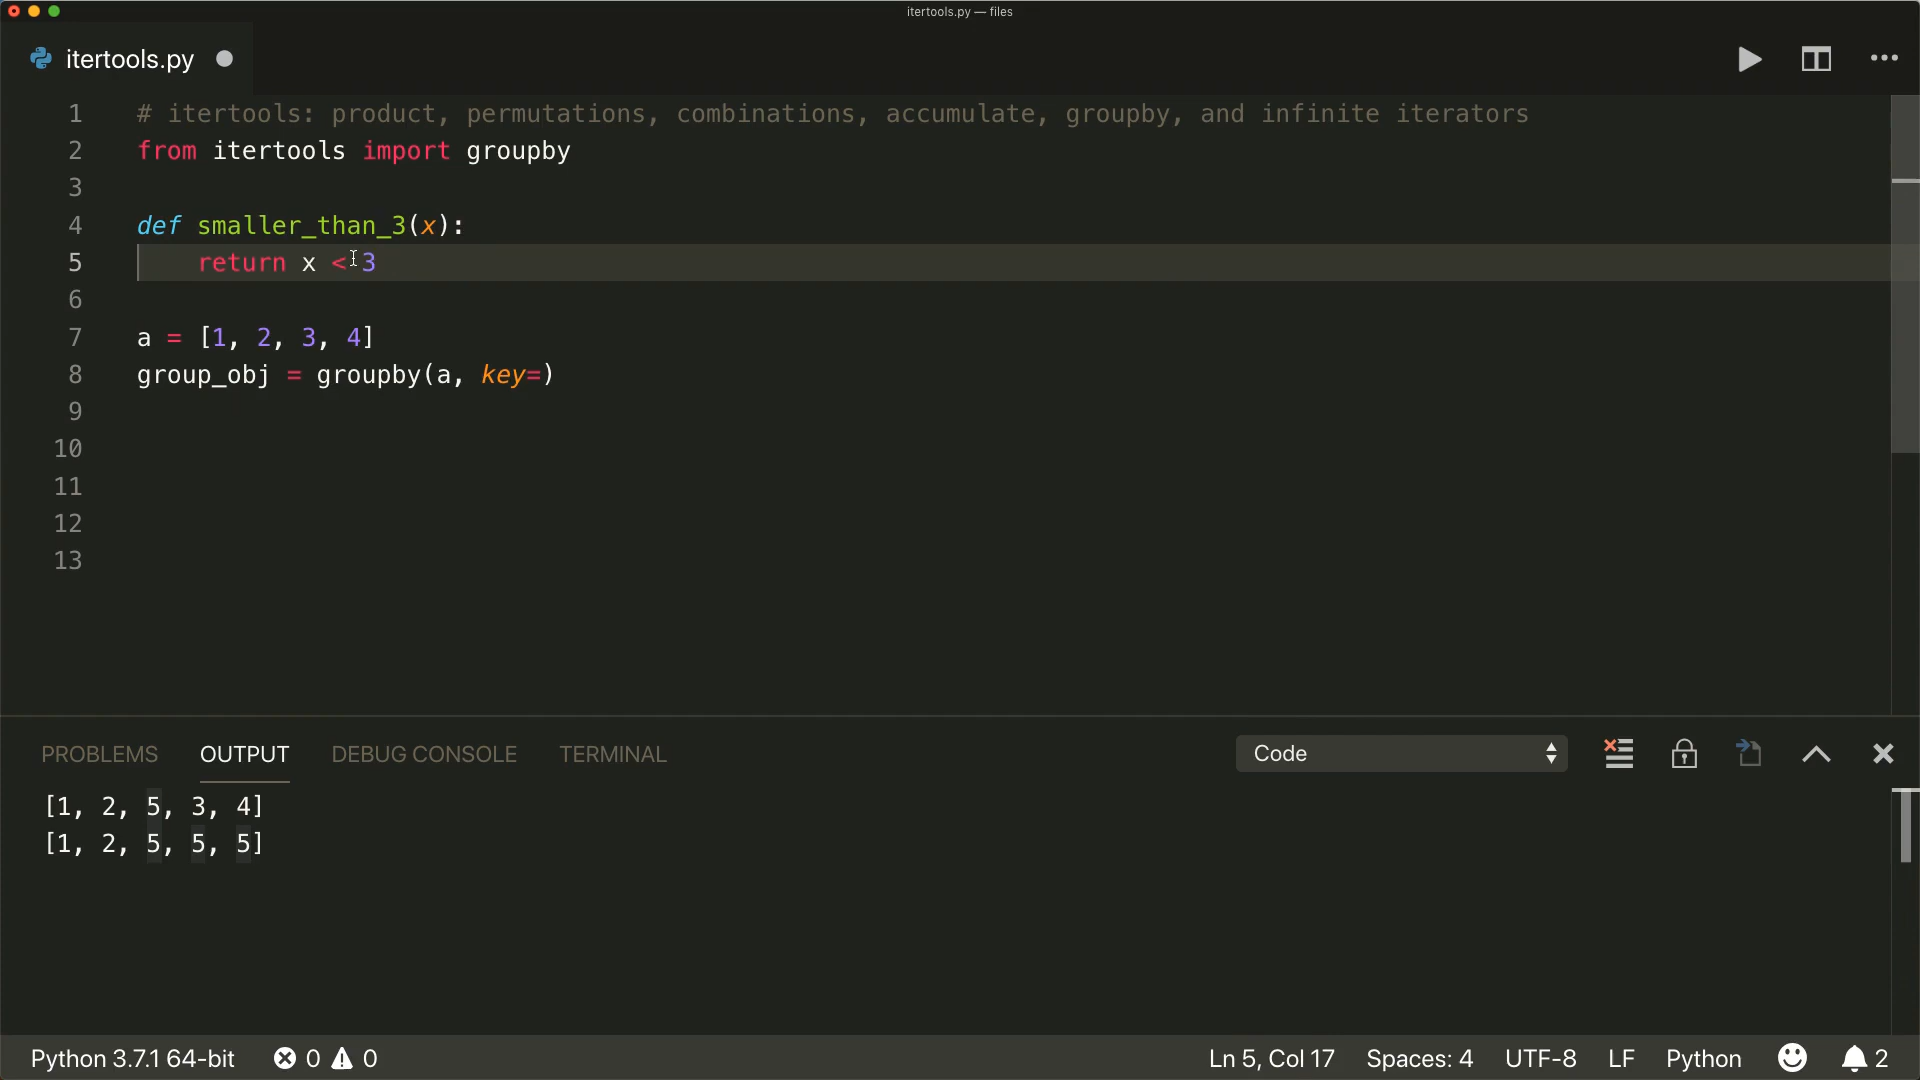 itertools.py — files
itertools.py
1 # itertools: product, permutations, combinations, accumulate, groupby, and infinite iterators
2 from itertools import groupby
3
4 def smaller_than_3(x):
5     return x < 3
6
7 a = [1, 2, 3, 4]
8 group_obj = groupby(a, key=)
9
10
11
12
13
PROBLEMS OUTPUT DEBUG CONSOLE TERMINAL Code
[1, 2, 5, 3, 4]
[1, 2, 5, 5, 5]
Python 3.7.1 64-bit 0 0 Ln 5, Col 17 Spaces: 4 UTF-8 LF Python 2